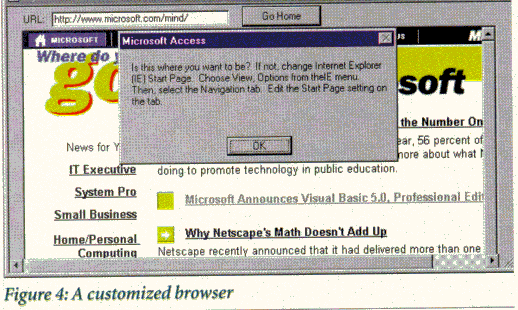 URL: http://www.microsoft.com/mind/ Go Home
MICROSOFT
Where do y
go
soft
Microsoft Access
Is this where you want to be? If not, change Internet Explorer
(IE) Start Page. Choose View, Options from theIE menu.
Then, select the Navigation tab. Edit the Start Page setting on
the tab.
OK
the Number On
ear, 56 percent of
more about what
doing to promote technology in public education.
News for Y
IT Executive
System Pro
Small Business
Home/Personal
Computing
Microsoft Announces Visual Basic 5.0, Professional Edit
Why Netscape's Math Doesn't Add Up
Netscape recently announced that it had delivered more than one
Figure 4: A customized browser